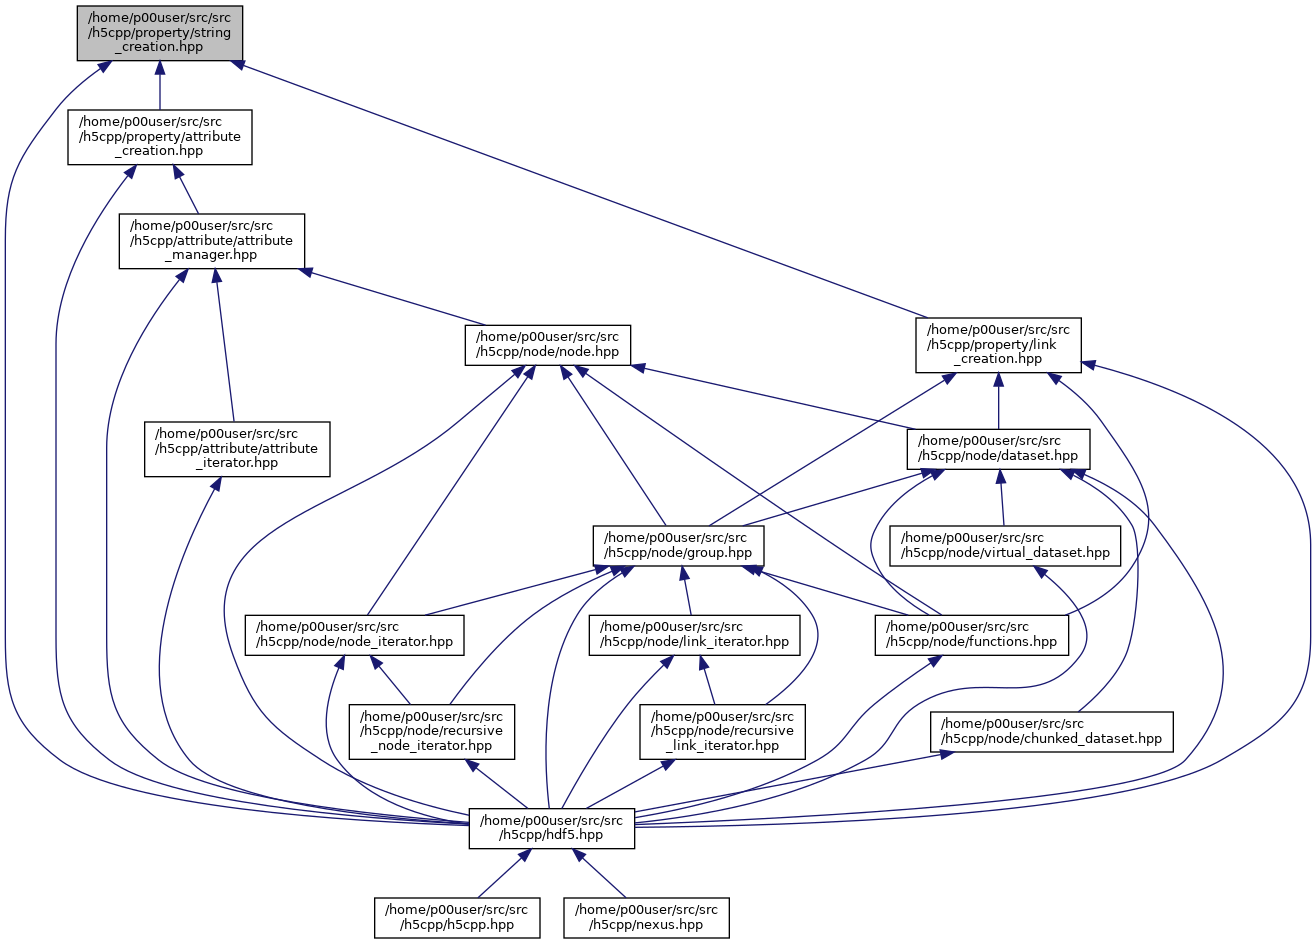 /home/p00user/src/src
/h5cpp/property/string
_creation.hpp
/home/p00user/src/src
/h5cpp/property/attribute
_creation.hpp
/home/p00user/src/src
/h5cpp/attribute/attribute
_manager.hpp
/home/p00user/src/src
/h5cpp/node/node.hpp
/home/p00user/src/src
/h5cpp/property/link
_creation.hpp
/home/p00user/src/src
/h5cpp/attribute/attribute
_iterator.hpp
/home/p00user/src/src
/h5cpp/node/dataset.hpp
/home/p00user/src/src
/h5cpp/node/group.hpp
/home/p00user/src/src
/h5cpp/node/virtual_dataset.hpp
/home/p00user/src/src
/h5cpp/node/node_iterator.hpp
/home/p00user/src/src
/h5cpp/node/link_iterator.hpp
/home/p00user/src/src
/h5cpp/node/functions.hpp
/home/p00user/src/src
/h5cpp/node/recursive
_node_iterator.hpp
/home/p00user/src/src
/h5cpp/node/recursive
_link_iterator.hpp
/home/p00user/src/src
/h5cpp/node/chunked_dataset.hpp
/home/p00user/src/src
/h5cpp/hdf5.hpp
/home/p00user/src/src
/h5cpp/h5cpp.hpp
/home/p00user/src/src
/h5cpp/nexus.hpp